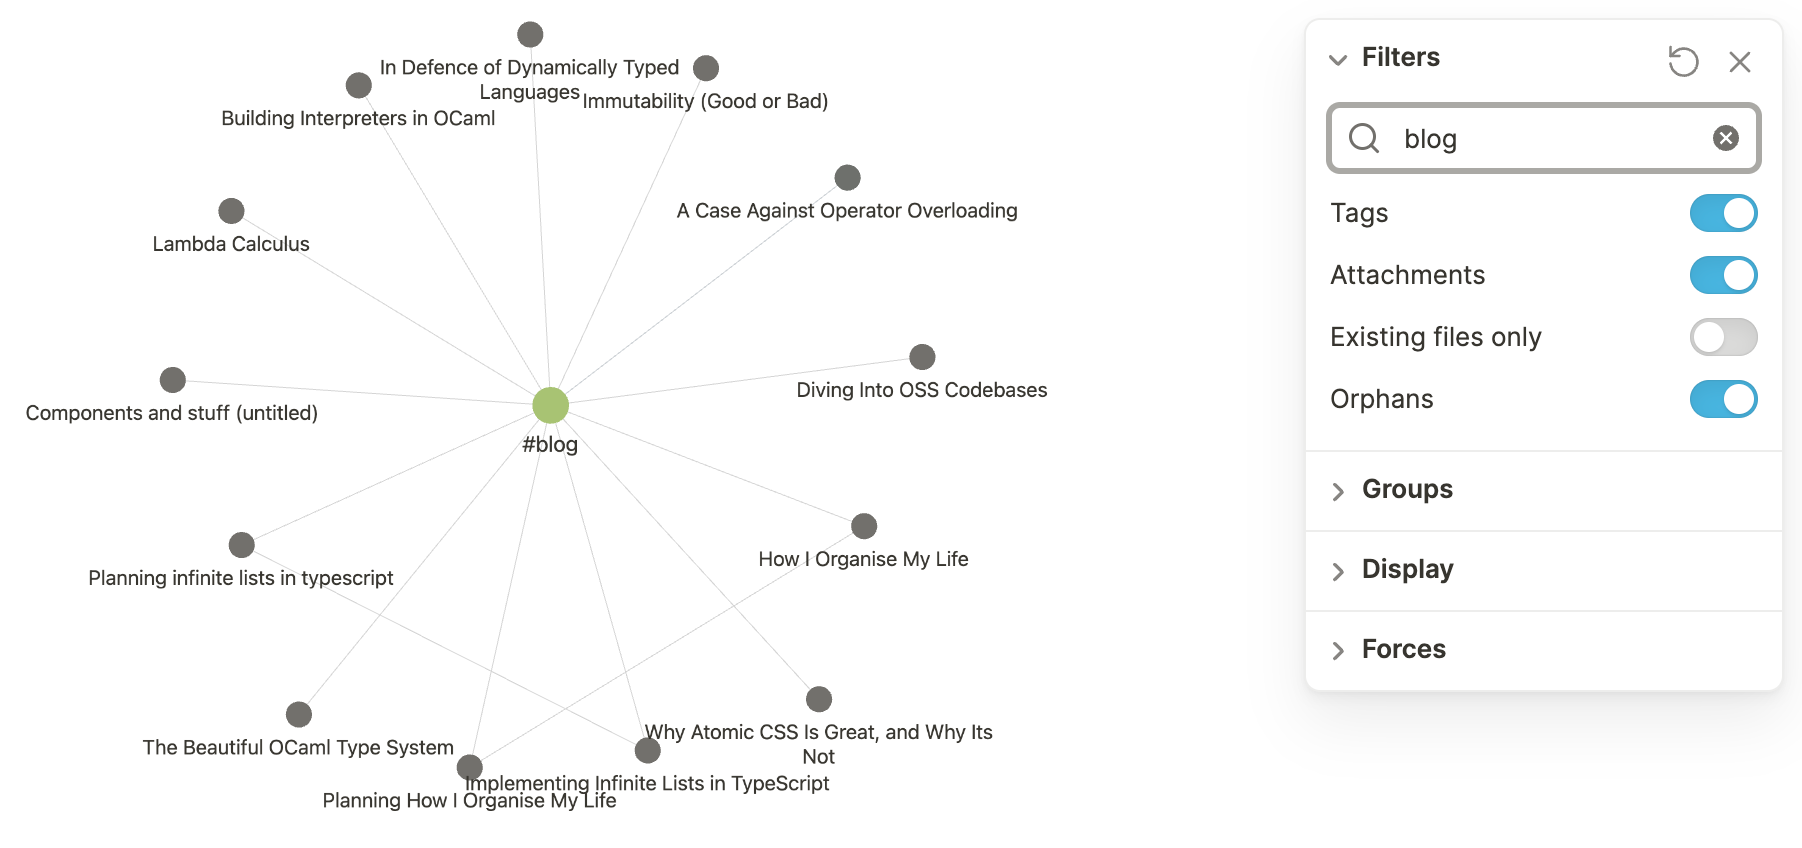 In Defence of Dynamically Typed
Languages
Immutability (Good or Bad)
Building Interpreters in OCaml
A Case Against Operator Overloading
Lambda Calculus
Diving Into OSS Codebases
Components and stuff (untitled)
#blog
How I Organise My Life
Planning infinite lists in typescript
Why Atomic CSS Is Great, and Why Its
Not
The Beautiful OCaml Type System
Implementing Infinite Lists in TypeScript
Planning How I Organise My Life
Filters
blog
Tags
Attachments
Existing files only
Orphans
Groups
Display
Forces